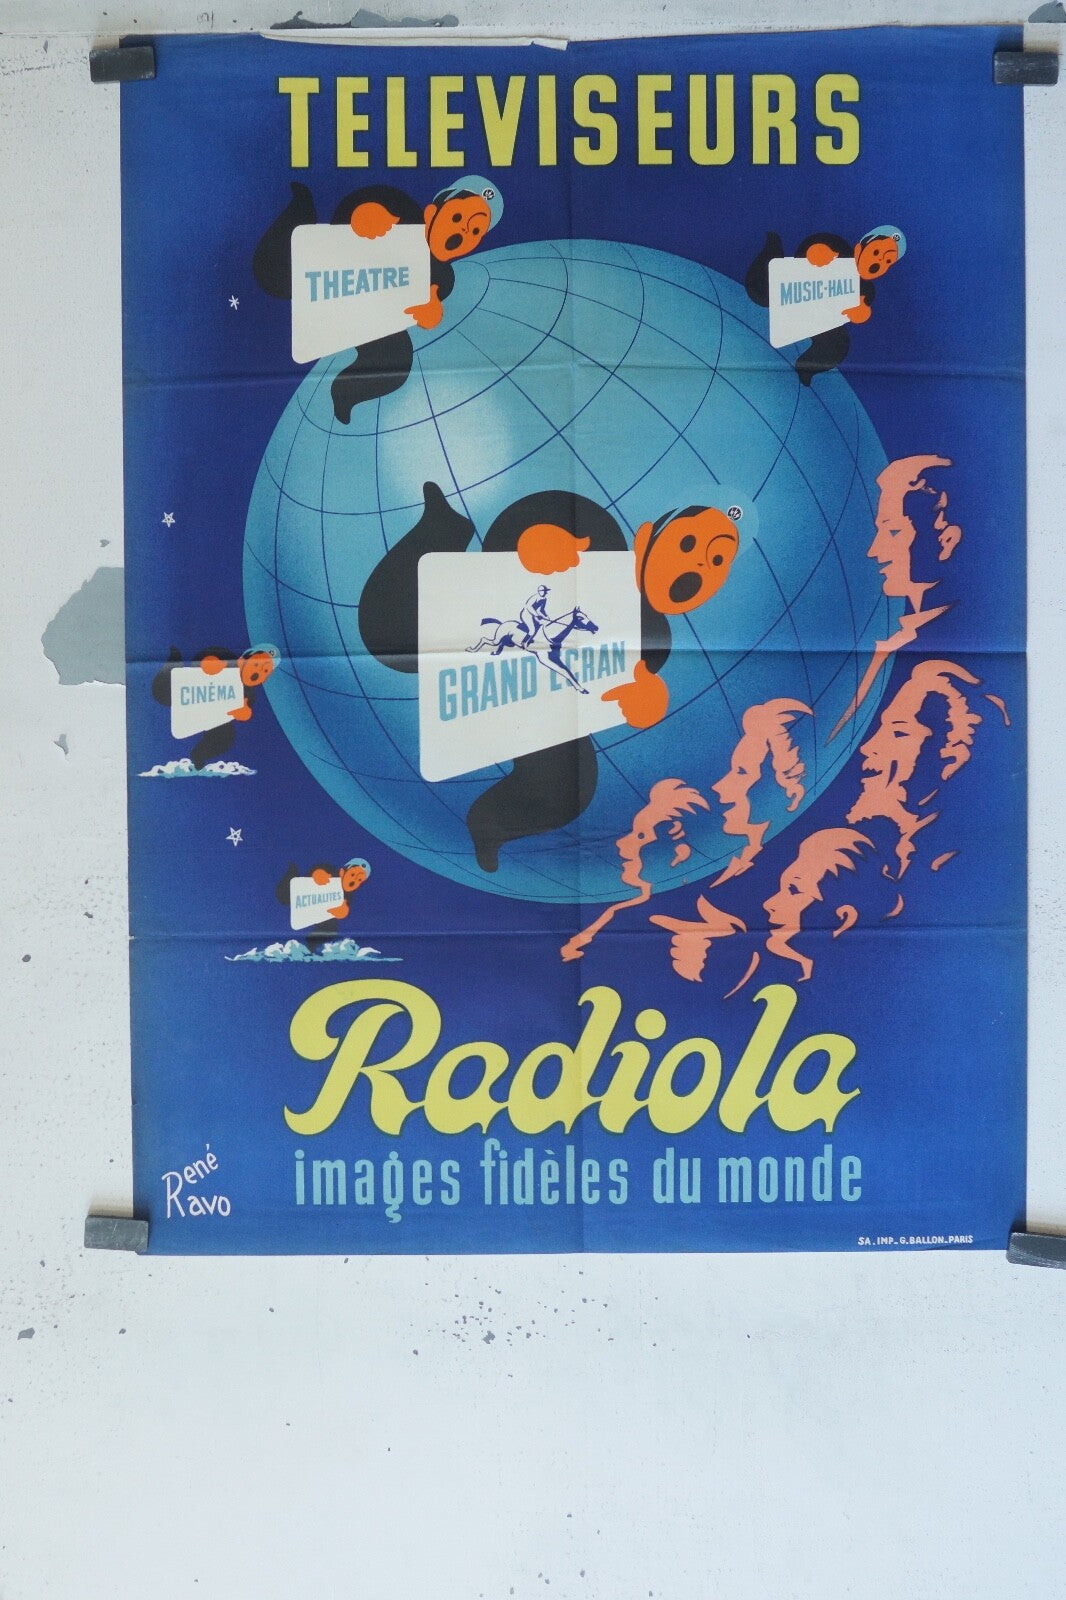 TELEVISEURS
THEATRE
MUSIC-HALL
GRAND ECRAN
CINÉMA
ACTUALITES
Radiola
images fidèles du monde
René
Ravo
SA. IMP. G. BALLON. PARIS